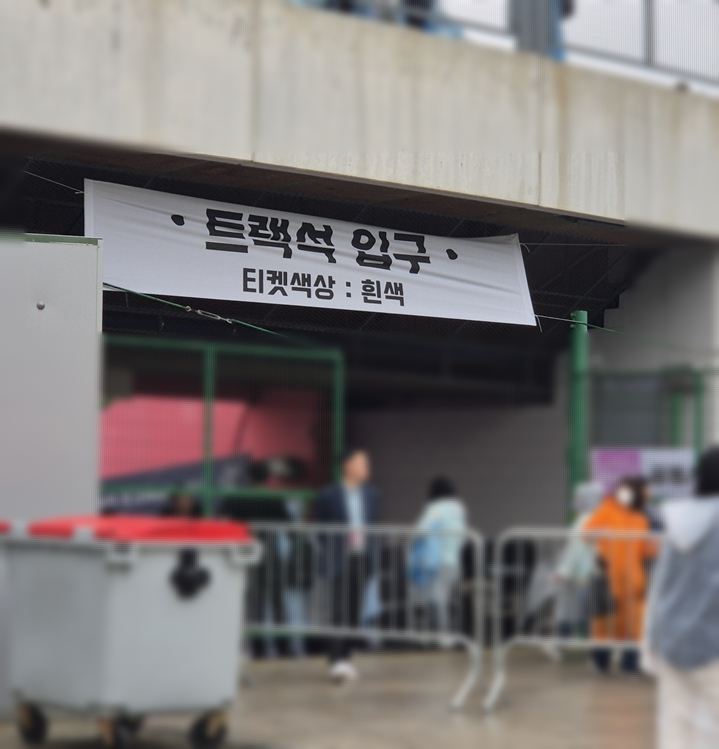 • 트랙석 입구 •
티켓색상 : 흰색